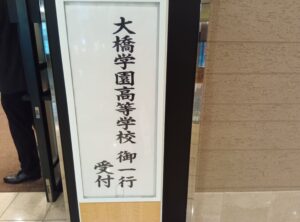 大橋学園高等学校 御一行
受付